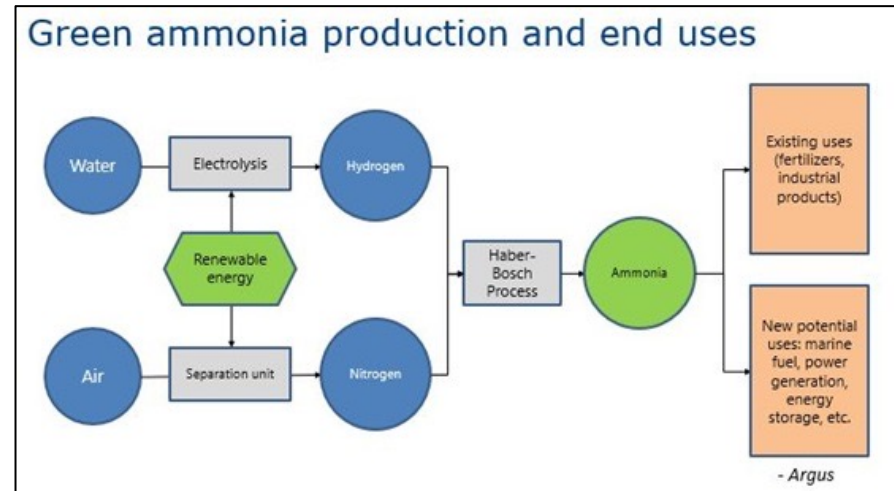 Green ammonia production and end uses
Water
Electrolysis
Hydrogen
Existing uses
(fertilizers,
industrial
products)
Renewable
energy
Haber-
Bosch
Process
Ammonia
Air
Separation unit
Nitrogen
New potential
uses: marine
fuel, power
generation,
energy
storage, etc.
- Argus